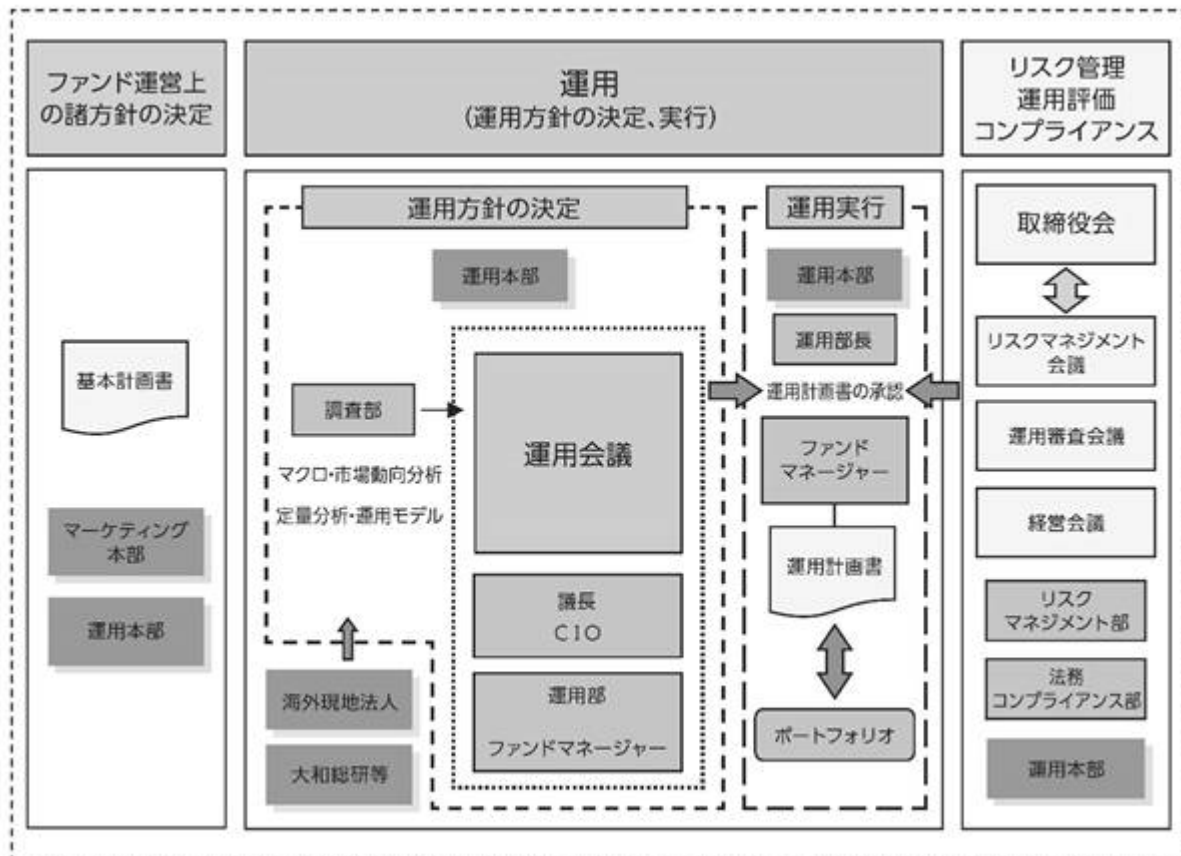 ファンド運営上
の諸方針の決定
運用
(運用方針の決定、実行)
リスク管理
運用評価
コンプライアンス
基本計画書
マーケティング
本部
運用本部
運用方針の決定
運用本部
調査部
マクロ・市場動向分析
定量分析・運用モデル
運用会議
議長
CIO
運用部
ファンドマネージャー
海外現地法人
大和総研等
運用実行
運用本部
運用部長
運用計画書の承認
ファンド
マネージャー
運用計画書
ポートフォリオ
取締役会
リスクマネジメント
会議
運用審査会議
経営会議
リスク
マネジメント部
法務
コンプライアンス部
運用本部